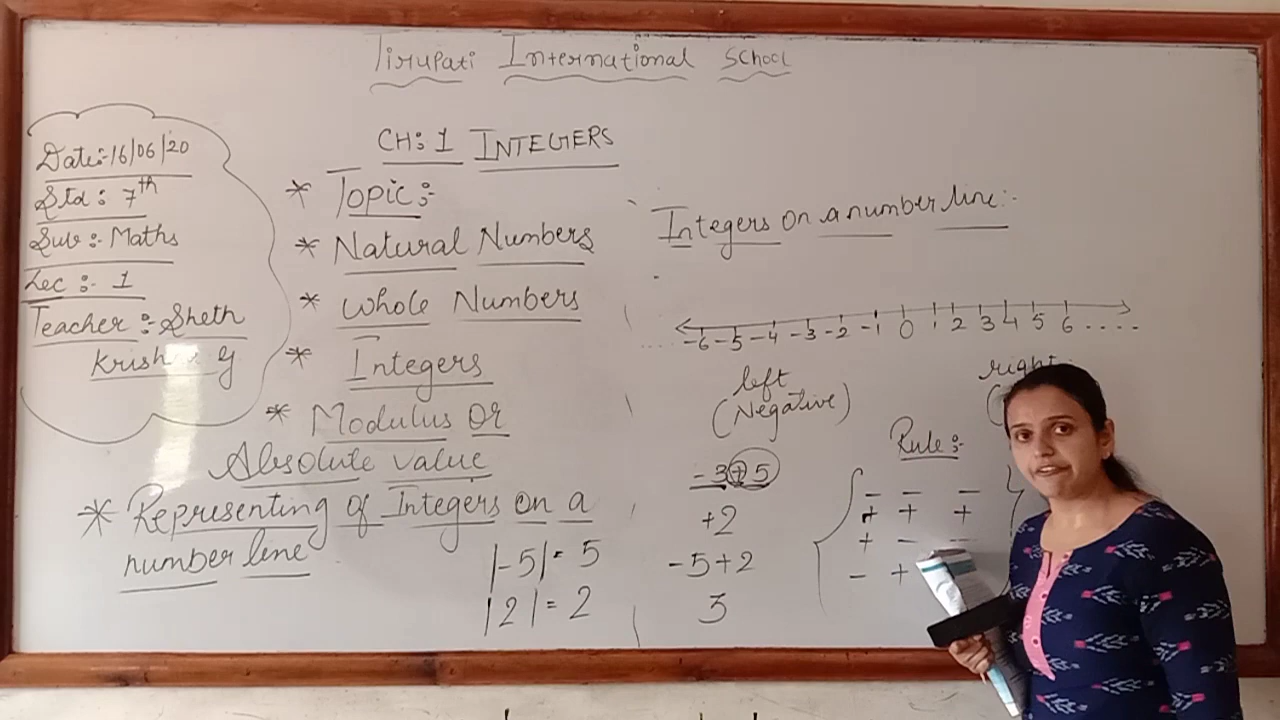 Tirupati International School
Date:-16/06/20
Std : 7th
Sub :- Maths
Lec :- 1
Teacher :- Sheth
CH: 1 INTEGERS
* Topic :-
* Natural Numbers
* Whole Numbers
* Integers
* Modulus Or
Absolute value
* Representing of Integers on a
number line
|-5| = 5
|2| = 2
Integers on a number line:-
-6 -5 -4 -3 -2 -1 0 1 2 3 4 5 6 ....
left
(Negative)
right
-3+5
+2
-5+2
3
Rule :-
- - -
+ + +
+ -
- +